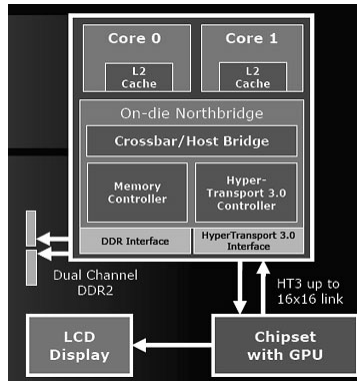 Core 0
Core 1
L2
Cache
L2
Cache
On-die Northbridge
Crossbar/Host Bridge
Memory
Controller
Hyper-
Transport 3.0
Controller
DDR Interface
HyperTransport 3.0
Interface
Dual Channel
DDR2
HT3 up to
16x16 link
LCD
Display
Chipset
with GPU